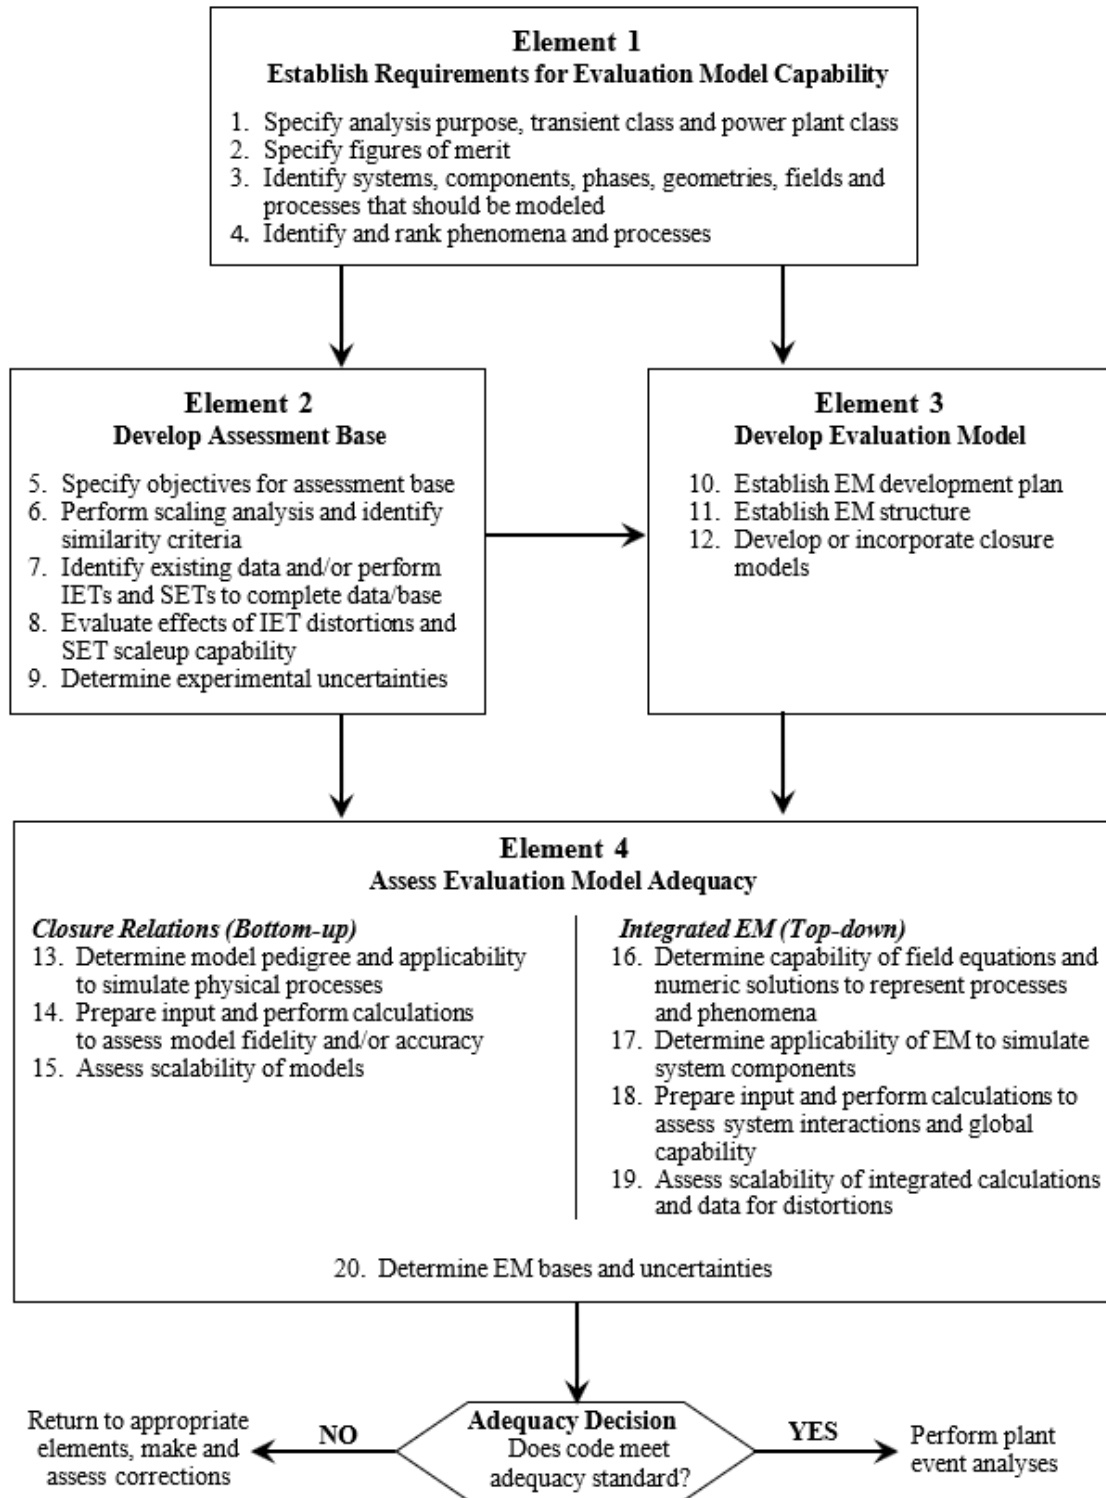 Element 1
Establish Requirements for Evaluation Model Capability
1. Specify analysis purpose, transient class and power plant class
2. Specify figures of merit
3. Identify systems, components, phases, geometries, fields and
processes that should be modeled
4. Identify and rank phenomena and processes
Element 2
Develop Assessment Base
5. Specify objectives for assessment base
6. Perform scaling analysis and identify
similarity criteria
7. Identify existing data and/or perform
IETs and SETs to complete data/base
8. Evaluate effects of IET distortions and
SET scaleup capability
9. Determine experimental uncertainties
Element 3
Develop Evaluation Model
10. Establish EM development plan
11. Establish EM structure
12. Develop or incorporate closure
models
Element 4
Assess Evaluation Model Adequacy
Closure Relations (Bottom-up)
13. Determine model pedigree and applicability
to simulate physical processes
14. Prepare input and perform calculations
to assess model fidelity and/or accuracy
15. Assess scalability of models
Integrated EM (Top-down)
16. Determine capability of field equations and
numeric solutions to represent processes
and phenomena
17. Determine applicability of EM to simulate
system components
18. Prepare input and perform calculations to
assess system interactions and global
capability
19. Assess scalability of integrated calculations
and data for distortions
20. Determine EM bases and uncertainties
Adequacy Decision
Does code meet
adequacy standard?
NO
Return to appropriate
elements, make and
assess corrections
YES
Perform plant
event analyses